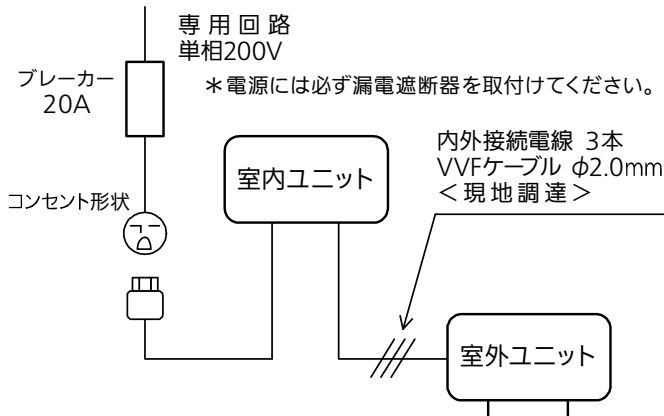 専用回路
単相200V
ブレーカー
20A
＊電源には必ず漏電遮断器を取付けてください。
内外接続電線 3本
VVFケーブル φ2.0mm
＜現地調達＞
室内ユニット
コンセント形状
室外ユニット